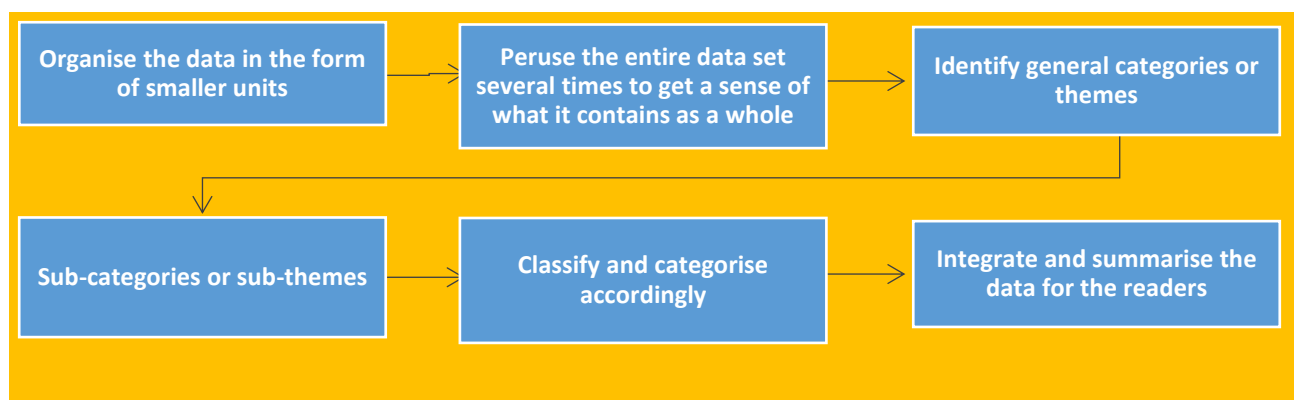 Organise the data in the form
of smaller units
Peruse the entire data set
several times to get a sense of
what it contains as a whole
Identify general categories or
themes
Sub-categories or sub-themes
Classify and categorise
accordingly
Integrate and summarise the
data for the readers